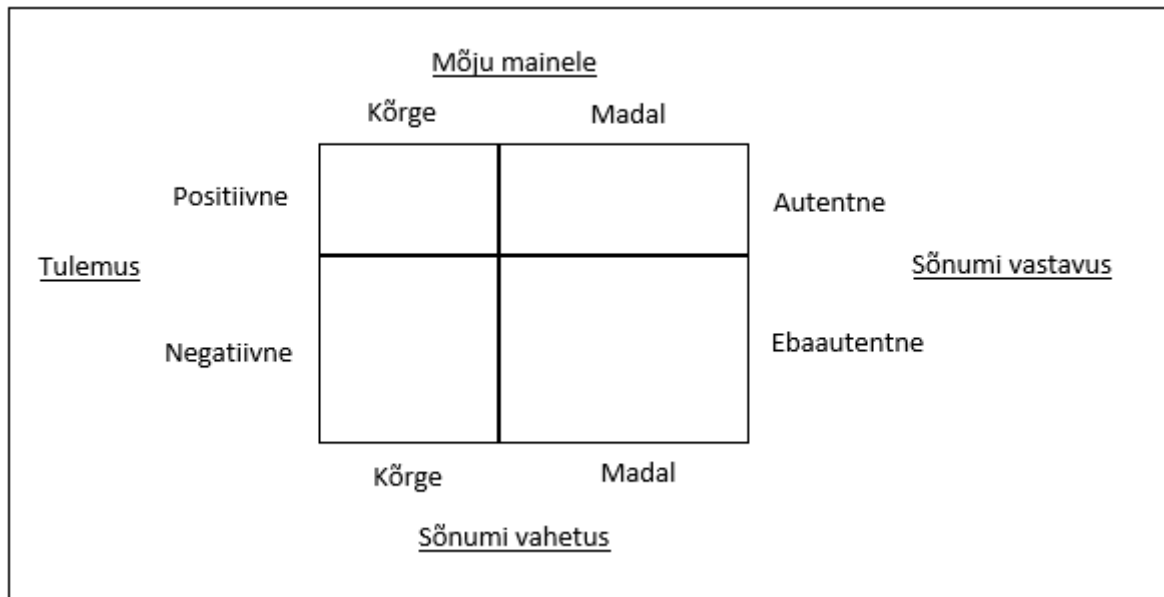 Mõju mainele
Kõrge Madal
Positiivne Autentne
Tulemus Sõnumi vastavus
Negatiivne Ebaautentne
Kõrge Madal
Sõnumi vahetus